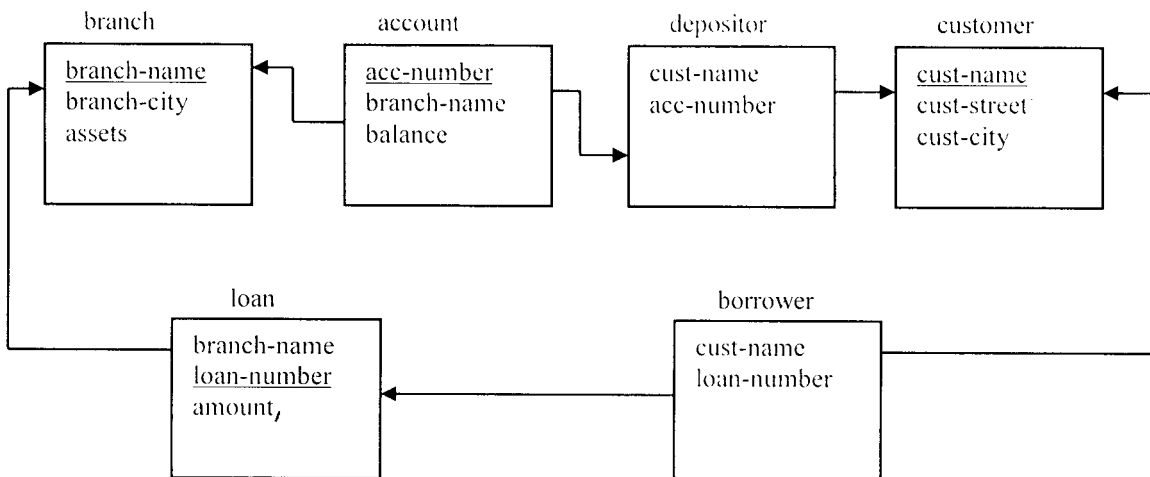 branch
account
depositor
customer
branch-name
branch-city
assets
acc-number
branch-name
balance
cust-name
acc-number
cust-name
cust-street
cust-city
loan
borrower
branch-name
loan-number
amount,
cust-name
loan-number